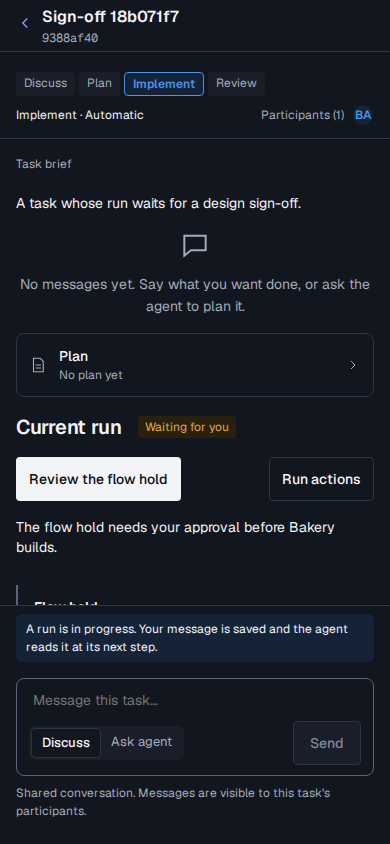 Sign-off 18b071f7
9388af40
Discuss
Plan
Implement
Review
Implement · Automatic
Participants (1)
BA
Task brief
A task whose run waits for a design sign-off.
No messages yet. Say what you want done, or ask the
agent to plan it.
Plan
No plan yet
Current run
Waiting for you
Review the flow hold
Run actions
The flow hold needs your approval before Bakery
builds.
Flow hold
A run is in progress. Your message is saved and the agent
reads it at its next step.
Message this task...
Discuss
Ask agent
Send
Shared conversation. Messages are visible to this task's
participants.